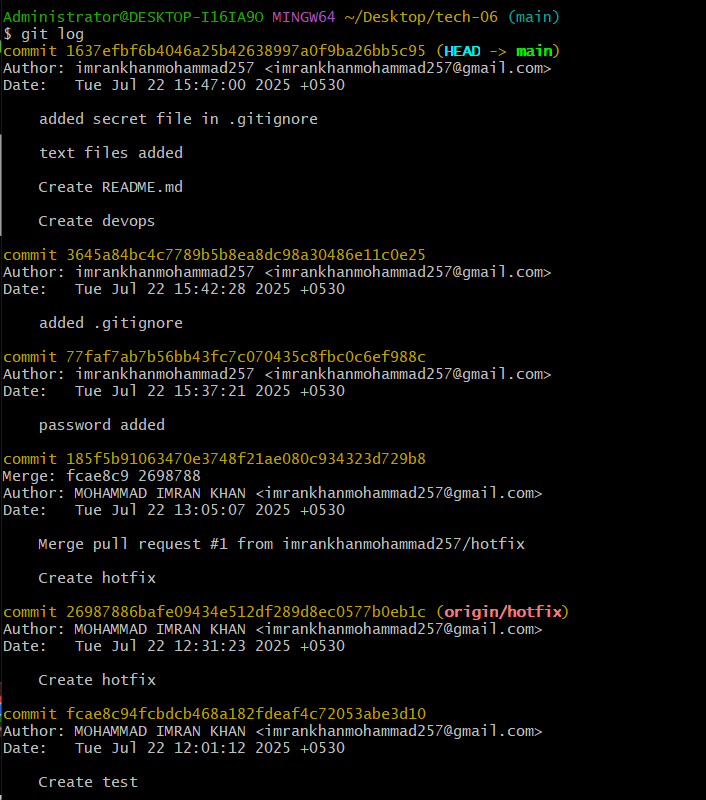 Administrator@DESKTOP-I16IA9O MINGW64 ~/Desktop/tech-06 (main)
$ git log
commit 1637efbf6b4046a25b42638997a0f9ba26bb5c95 (HEAD -> main)
Author: imrankhanmohammad257 <imrankhanmohammad257@gmail.com>
Date:   Tue Jul 22 15:47:00 2025 +0530

    added secret file in .gitignore

    text files added

    Create README.md

    Create devops

commit 3645a84bc4c7789b5b8ea8dc98a30486e11c0e25
Author: imrankhanmohammad257 <imrankhanmohammad257@gmail.com>
Date:   Tue Jul 22 15:42:28 2025 +0530

    added .gitignore

commit 77faf7ab7b56bb43fc7c070435c8fbc0c6ef988c
Author: imrankhanmohammad257 <imrankhanmohammad257@gmail.com>
Date:   Tue Jul 22 15:37:21 2025 +0530

    password added

commit 185f5b91063470e3748f21ae080c934323d729b8
Merge: fcae8c9 2698788
Author: MOHAMMAD IMRAN KHAN <imrankhanmohammad257@gmail.com>
Date:   Tue Jul 22 13:05:07 2025 +0530

    Merge pull request #1 from imrankhanmohammad257/hotfix

    Create hotfix

commit 26987886bafe09434e512df289d8ec0577b0eb1c (origin/hotfix)
Author: MOHAMMAD IMRAN KHAN <imrankhanmohammad257@gmail.com>
Date:   Tue Jul 22 12:31:23 2025 +0530

    Create hotfix

commit fcae8c94fcbdcb468a182fdeaf4c72053abe3d10
Author: MOHAMMAD IMRAN KHAN <imrankhanmohammad257@gmail.com>
Date:   Tue Jul 22 12:01:12 2025 +0530

    Create test